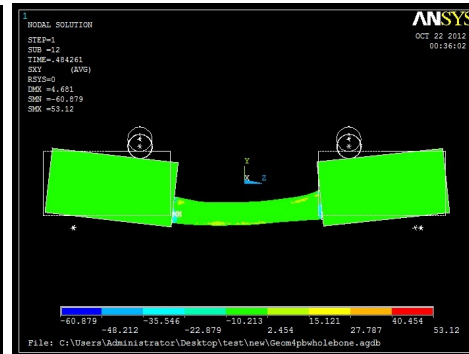 1
NODAL SOLUTION
STEP=1
SUB =12
TIME=.484261
SXY (AVG)
RSYS=0
DMX =4.681
SMN =-60.879
SMX =53.12
ANSYS
OCT 22 2012
00:36:02
Y
X Z
MX
-60.879 -35.546 -10.213 15.121 40.454
-48.212 -22.879 2.454 27.787 53.12
File: C:\Users\Administrator\Desktop\test\new\Geom4pbwholebone.agdb